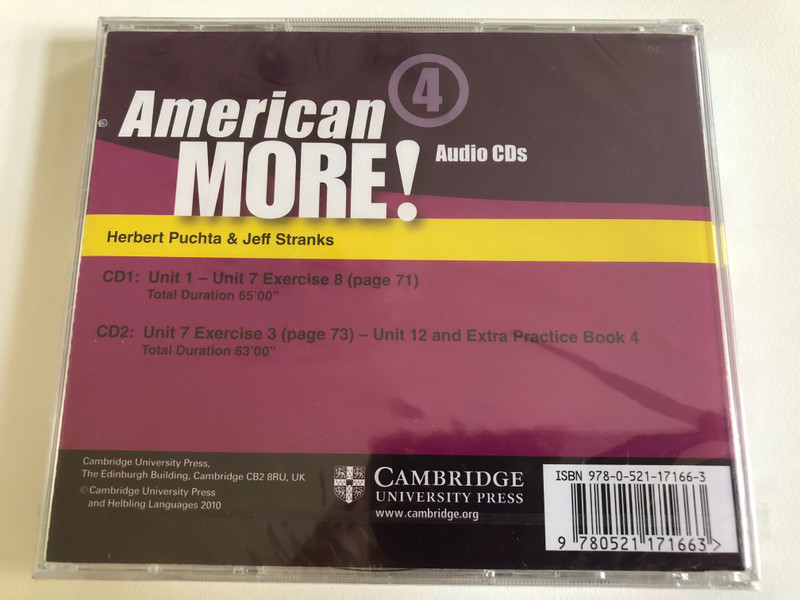 4
American
MORE!
Audio CDs
Herbert Puchta & Jeff Stranks
CD1: Unit 1 – Unit 7 Exercise 8 (page 71)
Total Duration 65'00"
CD2: Unit 7 Exercise 3 (page 73) – Unit 12 and Extra Practice Book 4
Total Duration 63'00"
Cambridge University Press,
The Edinburgh Building, Cambridge CB2 8RU, UK
© Cambridge University Press
and Helbling Languages 2010
CAMBRIDGE
UNIVERSITY PRESS
www.cambridge.org
ISBN 978-0-521-17166-3
9 780521 171663 >